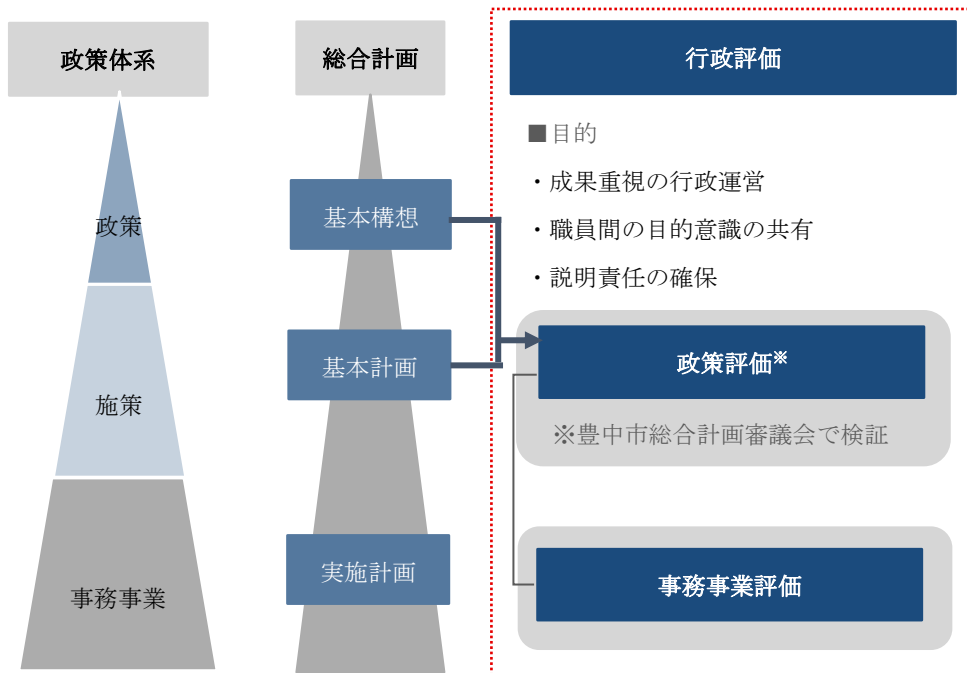 政策体系
政策
施策
事務事業
総合計画
基本構想
基本計画
実施計画
行政評価
■目的
・成果重視の行政運営
・職員間の目的意識の共有
・説明責任の確保
政策評価※
※豊中市総合計画審議会で検証
事務事業評価